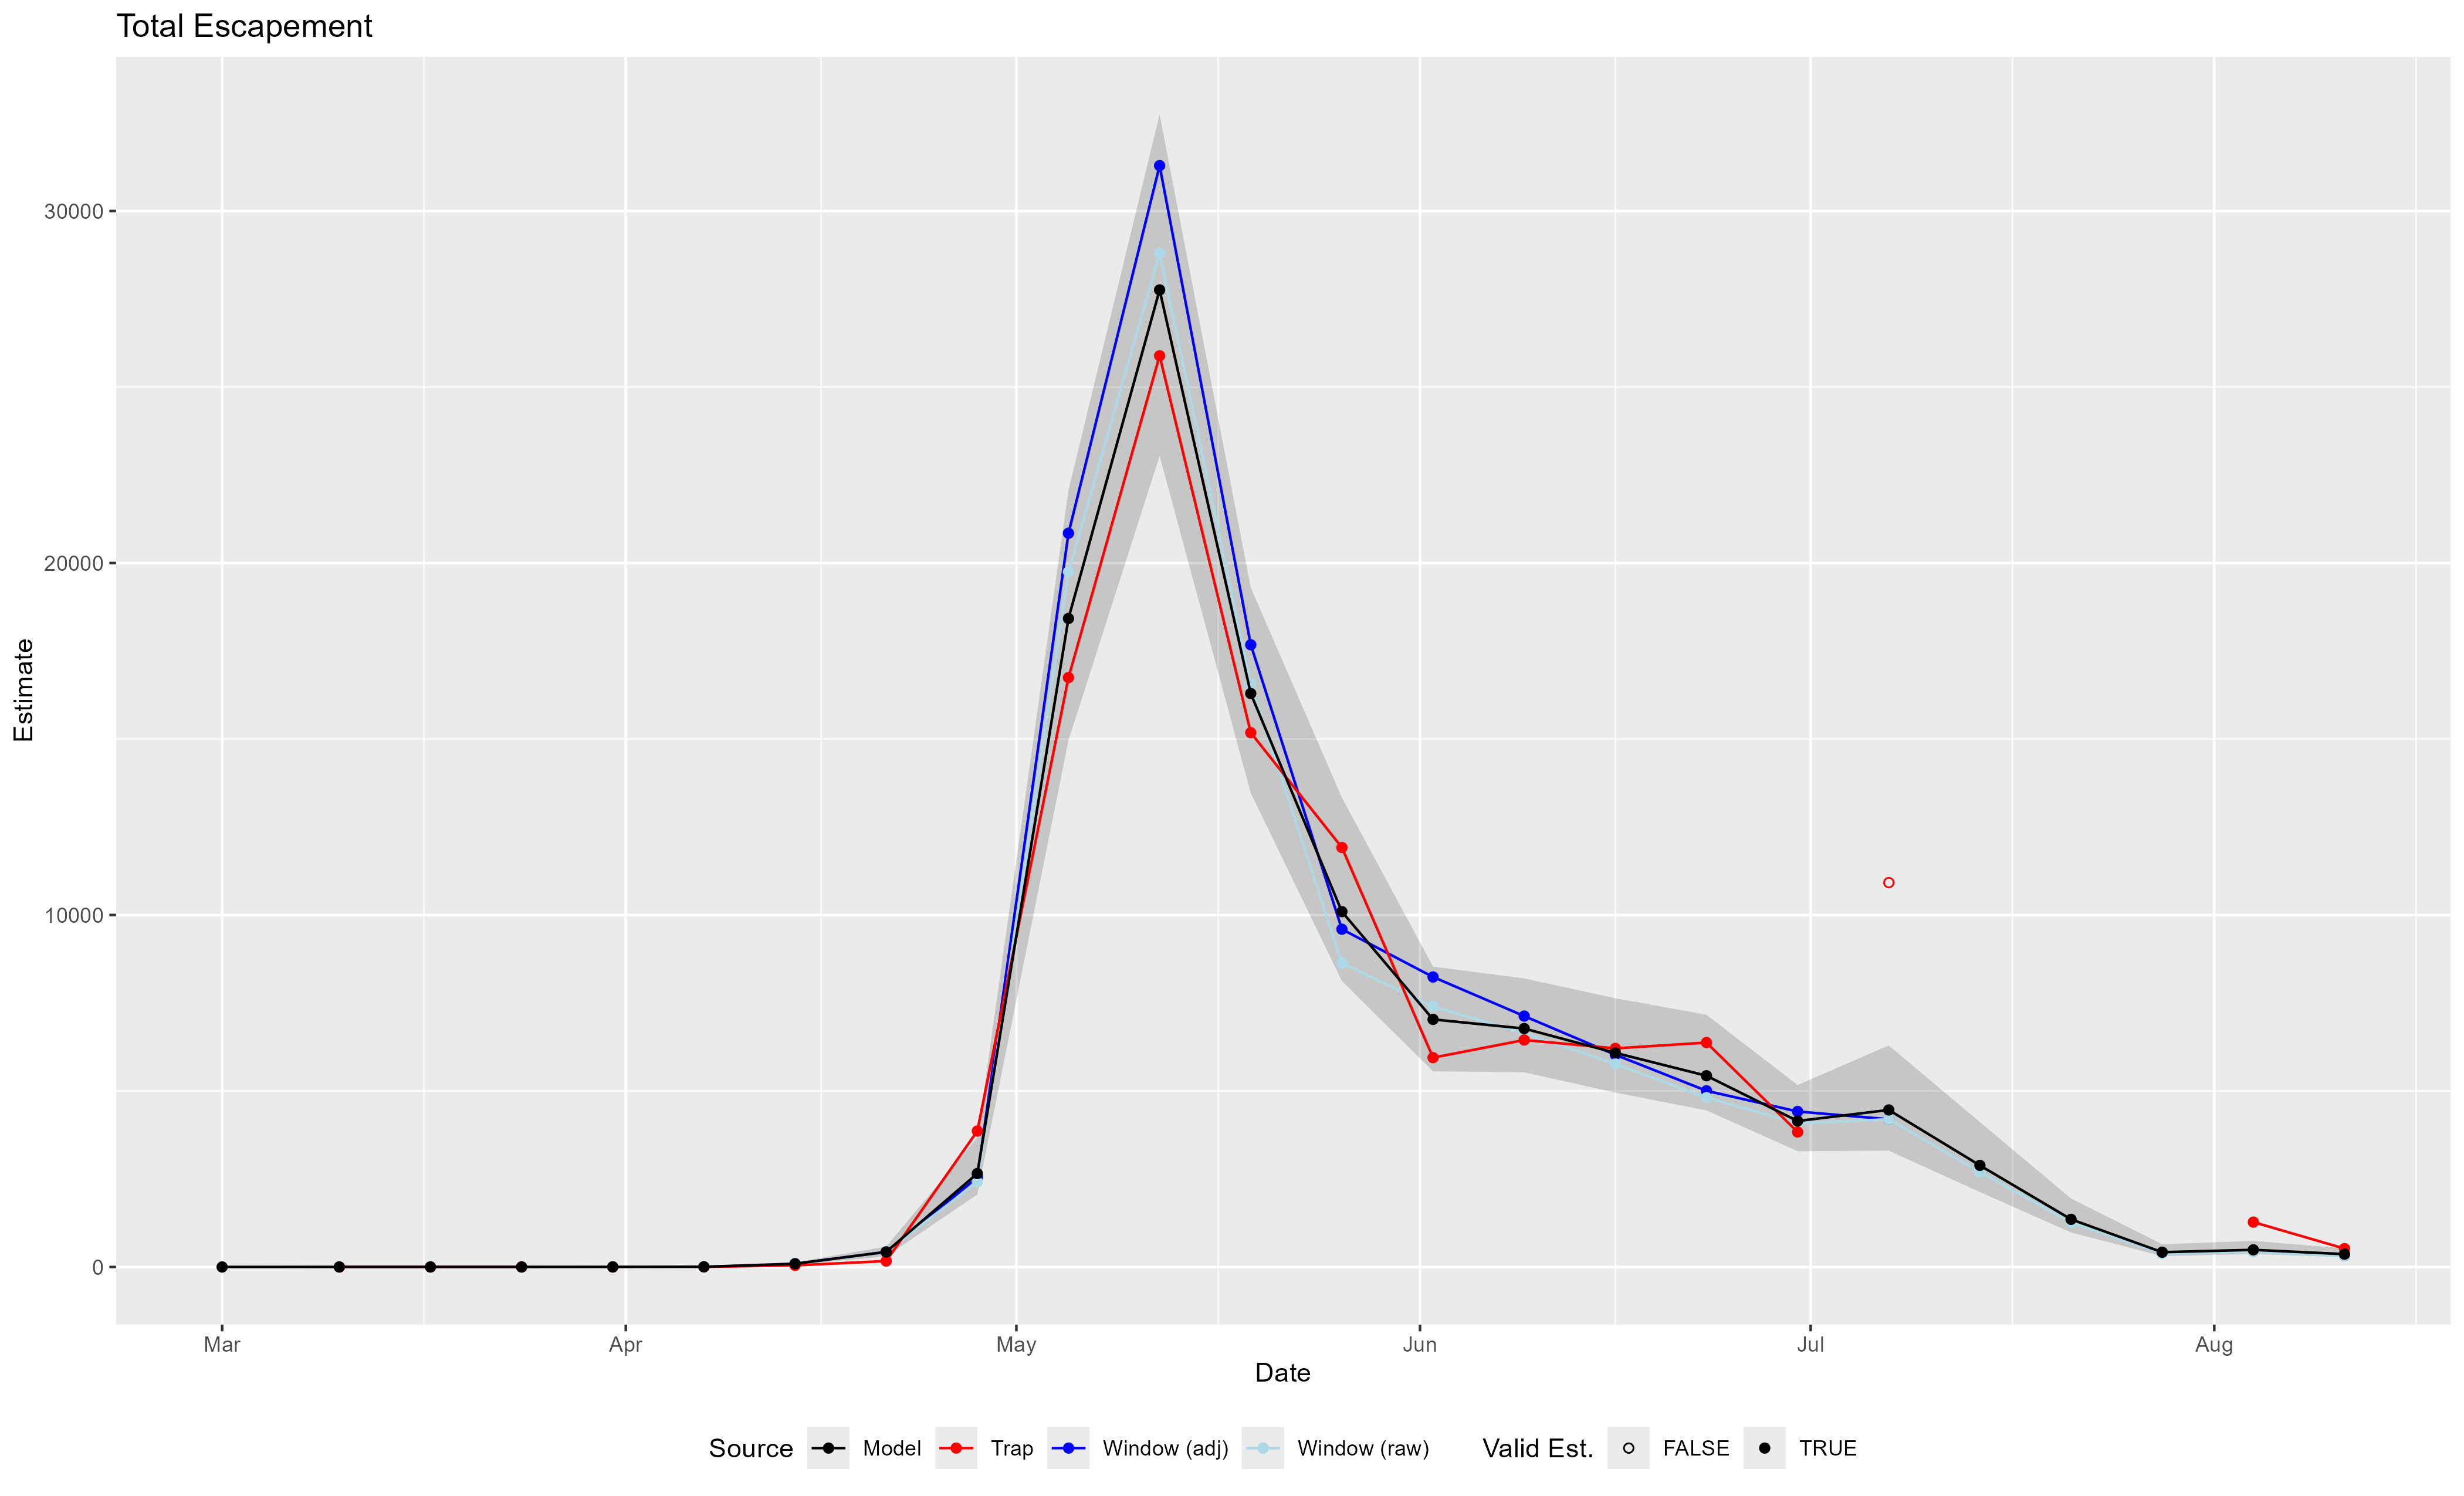 Total Escapement
30000
20000
10000
0
Estimate
Mar Apr May Jun Jul Aug
Date
Source Model Trap Window (adj) Window (raw) Valid Est. FALSE TRUE